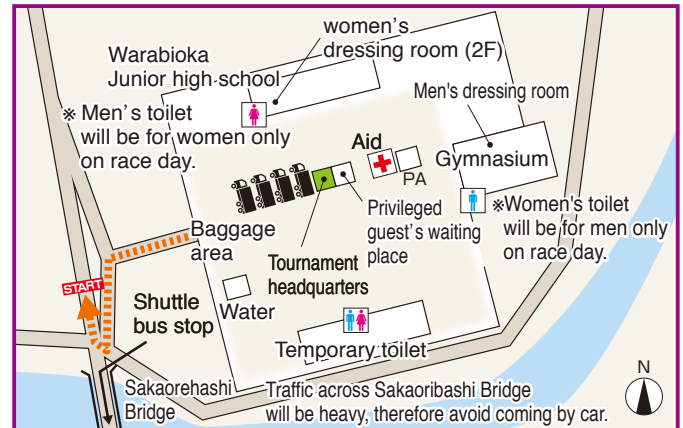 women's
dressing room (2F)
Warabioka
Junior high school
Men's dressing room
※ Men's toilet
will be for women only
on race day.
Aid
PA
Gymnasium
Privileged
guest's waiting
place
※Women's toilet
will be for men only
on race day.
Baggage
area
Tournament
headquarters
START
Shuttle
bus stop
Water
Temporary toilet
N
Sakaorehashi
Bridge
Traffic across Sakaoribashi Bridge
will be heavy, therefore avoid coming by car.